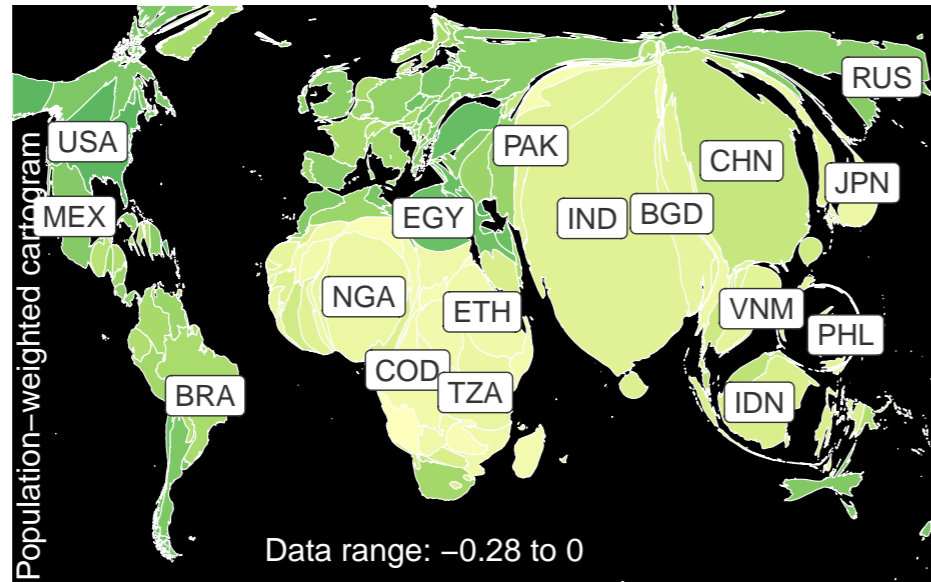 RUS
USA
PAK
CHN
JPN
MEX
EGY
IND
BGD
NGA
ETH
VNM
PHL
COD
TZA
BRA
IDN
Population−weighted cartogram
Data range: −0.28 to 0